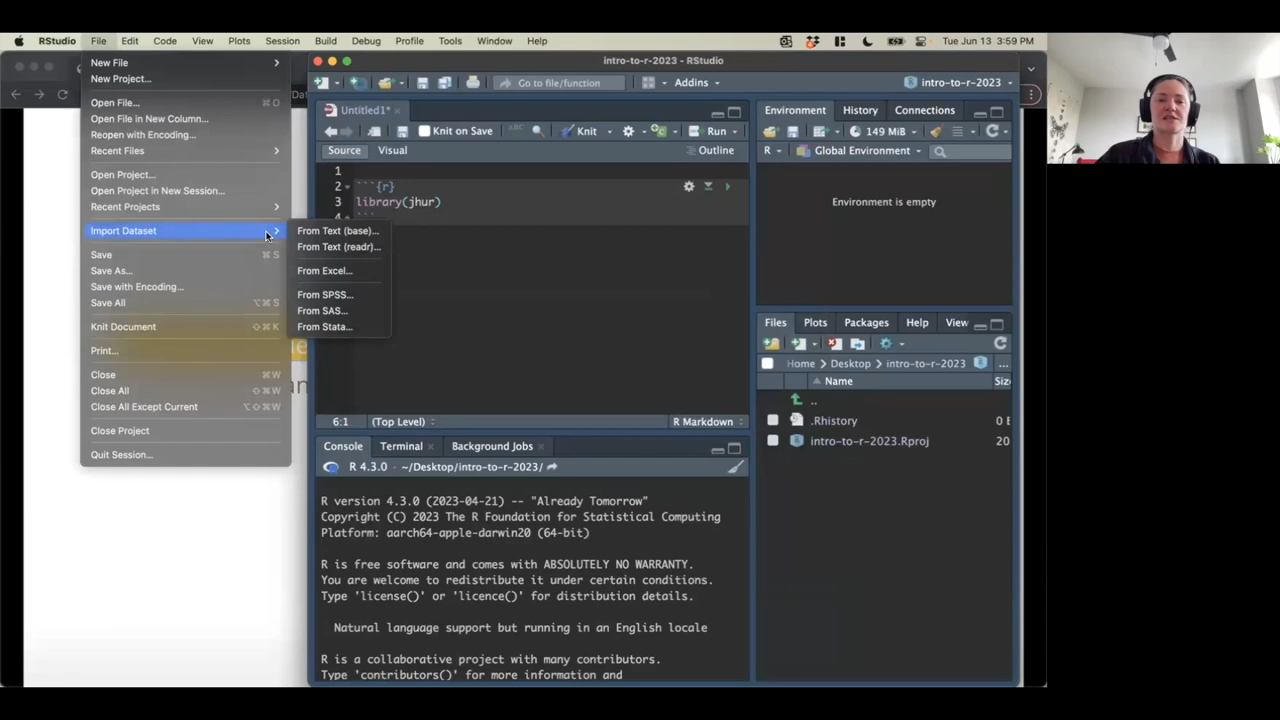 RStudio File Edit Code View Plots Session Build Debug Profile Tools Window Help Tue Jun 13 3:59 PM
New File
New Project...
Open File... ⌘O
Open File in New Column...
Reopen with Encoding...
Recent Files
Open Project...
Open Project in New Session...
Recent Projects
Import Dataset
Save ⌘S
Save As...
Save with Encoding...
Save All ⌥⌘S
Knit Document ⇧⌘K
Print...
Close ⌘W
Close All ⇧⌘W
Close All Except Current ⌥⇧⌘W
Close Project
Quit Session...
From Text (base)...
From Text (readr)...
From Excel...
From SPSS...
From SAS...
From Stata...
intro-to-r-2023 - RStudio
Go to file/function Addins intro-to-r-2023
Untitled1*
Knit on Save ABC Knit Run
Source Visual Outline
1
2 ```{r}
3 library(jhur)
4 ```
6:1 (Top Level) R Markdown
Console Terminal Background Jobs
R 4.3.0 · ~/Desktop/intro-to-r-2023/
R version 4.3.0 (2023-04-21) -- "Already Tomorrow"
Copyright (C) 2023 The R Foundation for Statistical Computing
Platform: aarch64-apple-darwin20 (64-bit)
R is free software and comes with ABSOLUTELY NO WARRANTY.
You are welcome to redistribute it under certain conditions.
Type 'license()' or 'licence()' for distribution details.
Natural language support but running in an English locale
R is a collaborative project with many contributors.
Type 'contributors()' for more information and
Environment History Connections
149 MiB
R Global Environment
Environment is empty
Files Plots Packages Help View
Home Desktop intro-to-r-2023 ...
Name Siz
..
.Rhistory 0 B
intro-to-r-2023.Rproj 20